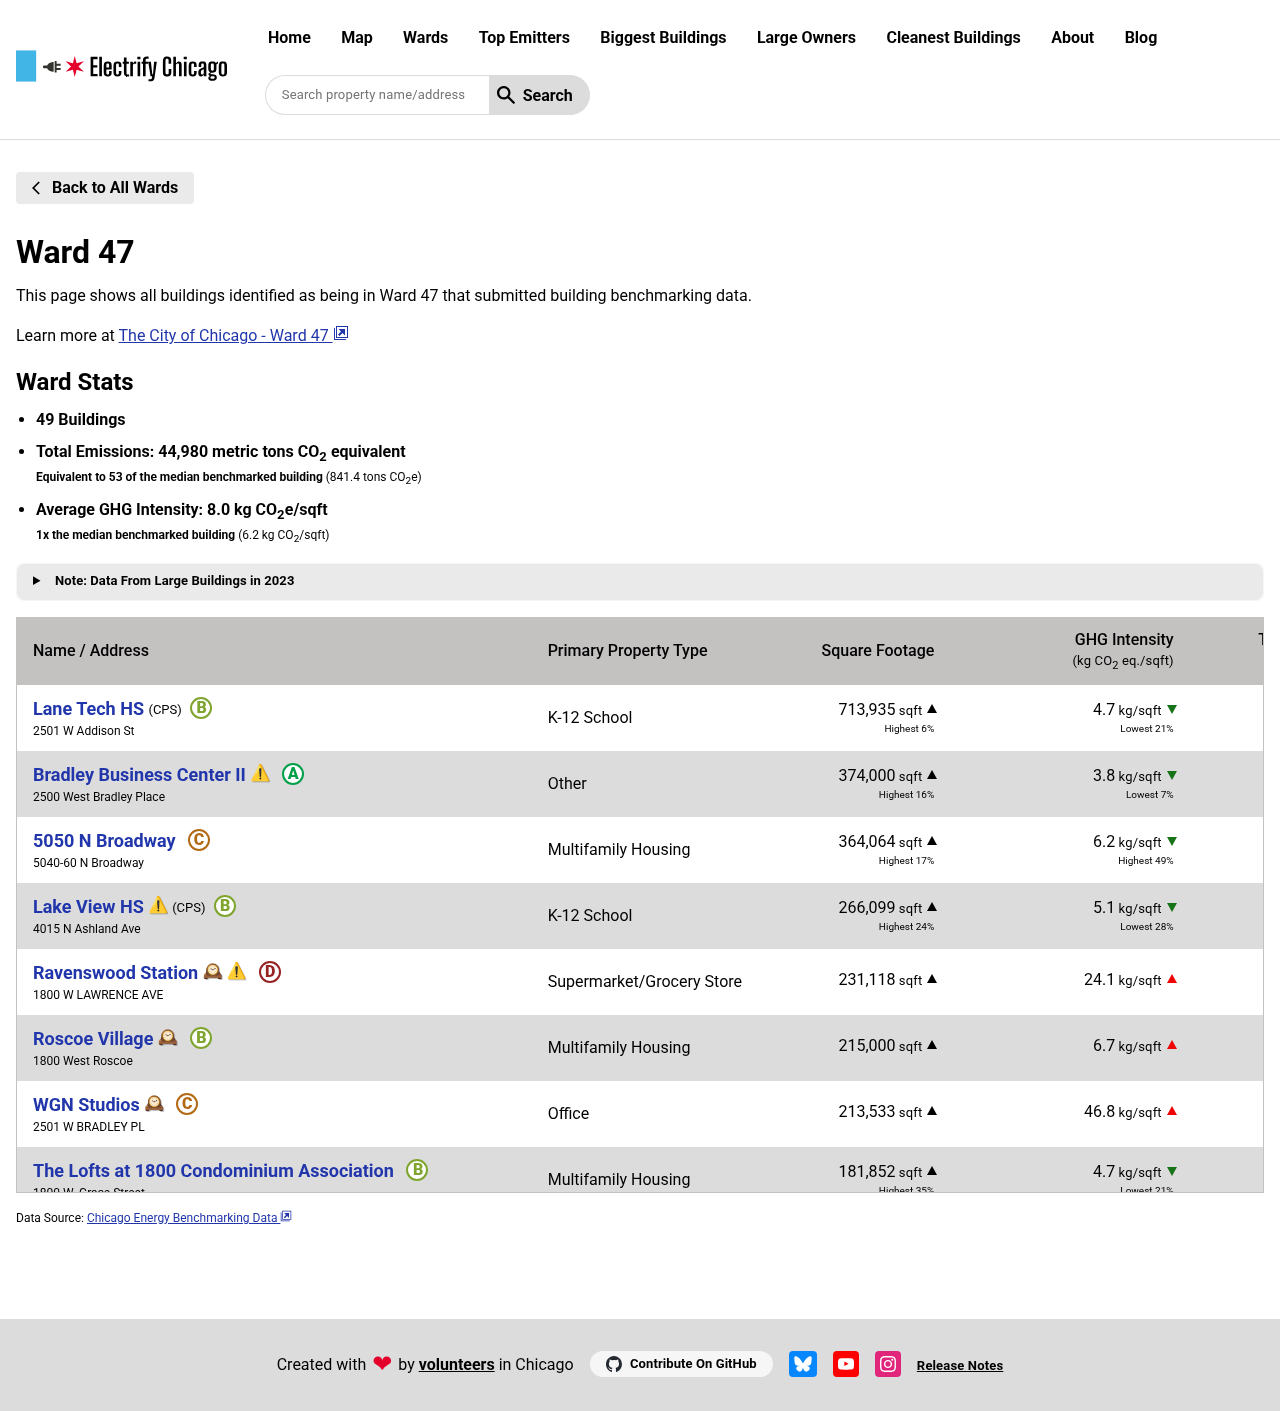 Home Map Wards Top Emitters Biggest Buildings Large Owners Cleanest Buildings About Blog
Electrify Chicago
Search property name/address Search
Back to All Wards
Ward 47
This page shows all buildings identified as being in Ward 47 that submitted building benchmarking data.
Learn more at The City of Chicago - Ward 47
Ward Stats
• 49 Buildings
• Total Emissions: 44,980 metric tons CO2 equivalent
Equivalent to 53 of the median benchmarked building (841.4 tons CO2e)
• Average GHG Intensity: 8.0 kg CO2e/sqft
1x the median benchmarked building (6.2 kg CO2/sqft)
Note: Data From Large Buildings in 2023
Name / Address Primary Property Type Square Footage GHG Intensity T
(kg CO2 eq./sqft)
Lane Tech HS (CPS) B K-12 School 713,935 sqft ▲ 4.7 kg/sqft ▼
2501 W Addison St Highest 6% Lowest 21%
Bradley Business Center II ⚠️ A Other 374,000 sqft ▲ 3.8 kg/sqft ▼
2500 West Bradley Place Highest 16% Lowest 7%
5050 N Broadway C Multifamily Housing 364,064 sqft ▲ 6.2 kg/sqft ▼
5040-60 N Broadway Highest 17% Highest 49%
Lake View HS ⚠️ (CPS) B K-12 School 266,099 sqft ▲ 5.1 kg/sqft ▼
4015 N Ashland Ave Highest 24% Lowest 28%
Ravenswood Station 🕰️ ⚠️ D Supermarket/Grocery Store 231,118 sqft ▲ 24.1 kg/sqft ▲
1800 W LAWRENCE AVE
Roscoe Village 🕰️ B Multifamily Housing 215,000 sqft ▲ 6.7 kg/sqft ▲
1800 West Roscoe
WGN Studios 🕰️ C Office 213,533 sqft ▲ 46.8 kg/sqft ▲
2501 W BRADLEY PL
The Lofts at 1800 Condominium Association B Multifamily Housing 181,852 sqft ▲ 4.7 kg/sqft ▼
1800 W. Grace Street Highest 35% Lowest 21%
Data Source: Chicago Energy Benchmarking Data
Created with ❤ by volunteers in Chicago Contribute On GitHub Release Notes